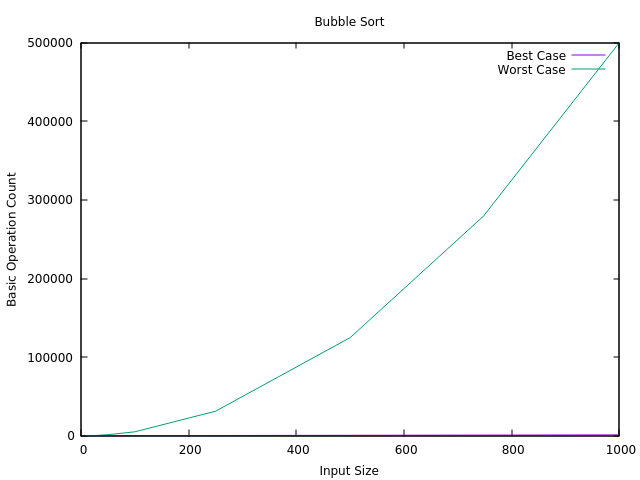 Bubble Sort
500000
400000
300000
200000
100000
0
Basic Operation Count
Best Case
Worst Case
0 200 400 600 800 1000
Input Size